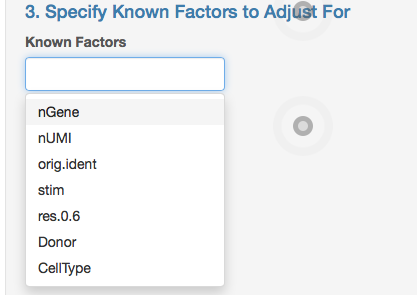 3. Specify Known Factors to Adjust For
Known Factors
nGene
nUMI
orig.ident
stim
res.0.6
Donor
CellType